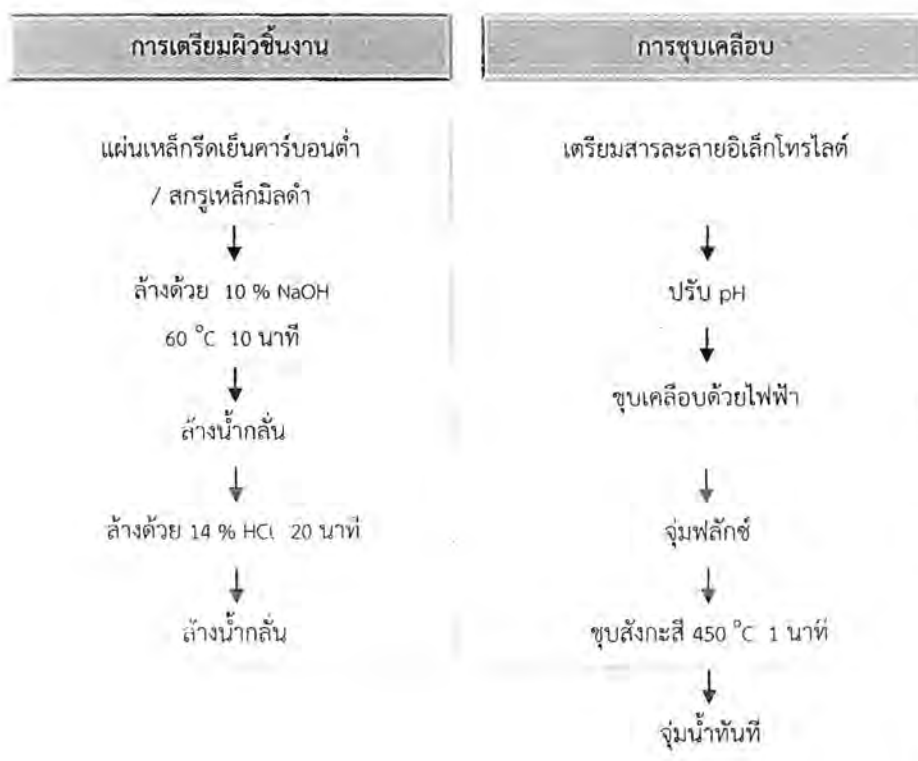 การเตรียมผิวชิ้นงาน
แผ่นเหล็กรีดเย็นคาร์บอนต่ำ
/ สกรูเหล็กมิลดำ
ล้างด้วย 10 % NaOH
60 °C 10 นาที
ล้างน้ำกลั่น
ล้างด้วย 14 % HCl 20 นาที
ล้างน้ำกลั่น
การชุบเคลือบ
เตรียมสารละลายอิเล็กโทรไลต์
ปรับ pH
ชุบเคลือบด้วยไฟฟ้า
จุ่มฟลักซ์
ชุบสังกะสี 450 °C 1 นาที
จุ่มน้ำทันที